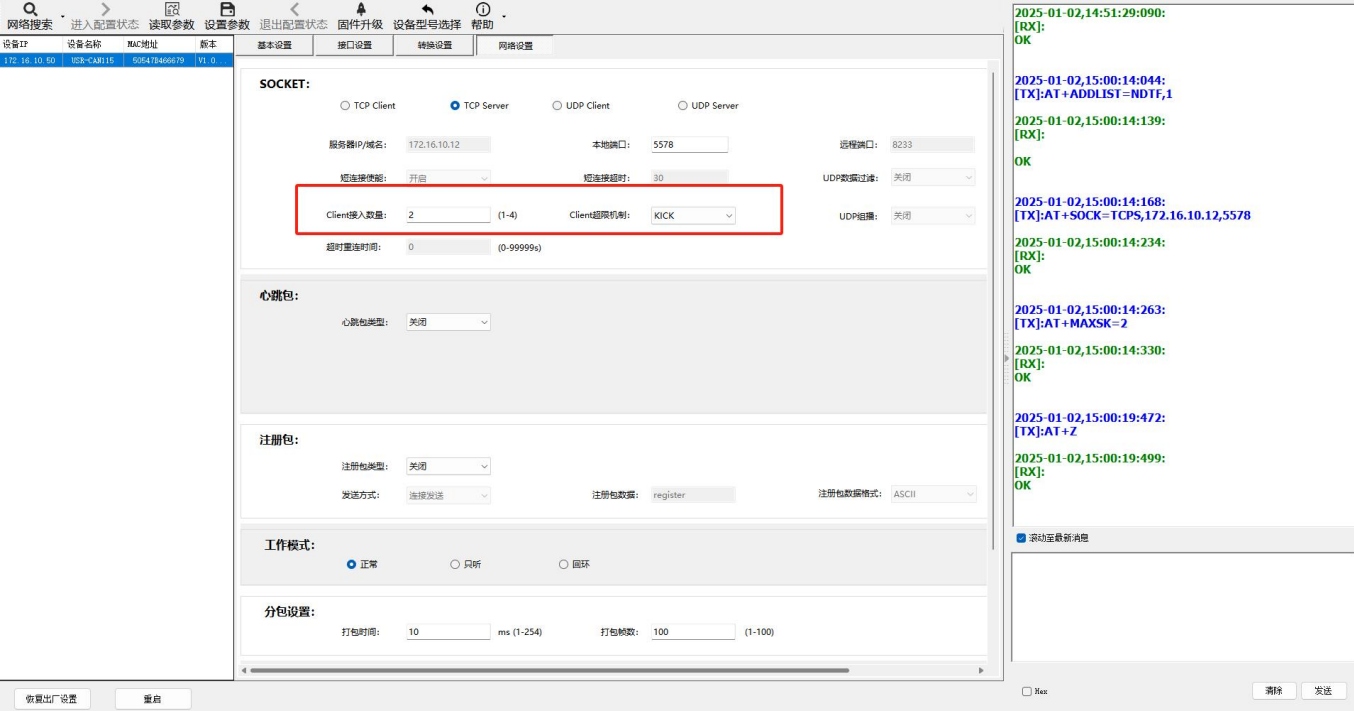 网络搜索 进入配置状态 读取参数 设置参数 退出配置状态 固件升级 设备型号选择 帮助
设备IP 设备名称 MAC地址 版本
172.16.10.50 USR-CAN115 505478466679 V1.0...
基本设置 接口设置 转换设置 网络设置
SOCKET:
TCP Client TCP Server UDP Client UDP Server
服务器IP/域名: 172.16.10.12 本地端口: 5578 远程端口: 8233
短连接使能: 开启 短连接超时: 30 UDP数据过滤: 关闭
Client接入数量: 2 (1-4) Client超限机制: KICK UDP组播: 关闭
超时重连时间: 0 (0-99999s)
心跳包:
心跳包类型: 关闭
注册包:
注册包类型: 关闭
发送方式: 连接发送 注册包数据: register 注册包数据格式: ASCII
工作模式:
正常 只听 回环
分包设置:
打包时间: 10 ms (1-254) 打包帧数: 100 (1-100)
恢复出厂设置 重启
2025-01-02,14:51:29:090:
[RX]:
OK
2025-01-02,15:00:14:044:
[TX]:AT+ADDLIST=NDTF,1
2025-01-02,15:00:14:139:
[RX]:
OK
2025-01-02,15:00:14:168:
[TX]:AT+SOCK=TCPS,172.16.10.12,5578
2025-01-02,15:00:14:234:
[RX]:
OK
2025-01-02,15:00:14:263:
[TX]:AT+MAXSK=2
2025-01-02,15:00:14:330:
[RX]:
OK
2025-01-02,15:00:19:472:
[TX]:AT+Z
2025-01-02,15:00:19:499:
[RX]:
OK
滚动至最新消息
Hex 清除 发送